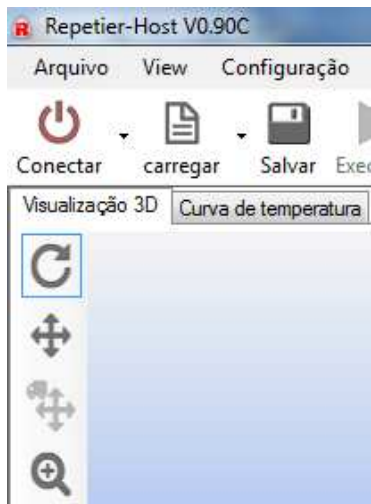 Repetier-Host V0.90C
Arquivo View Configuração
Conectar carregar Salvar
Visualização 3D Curva de temperatura